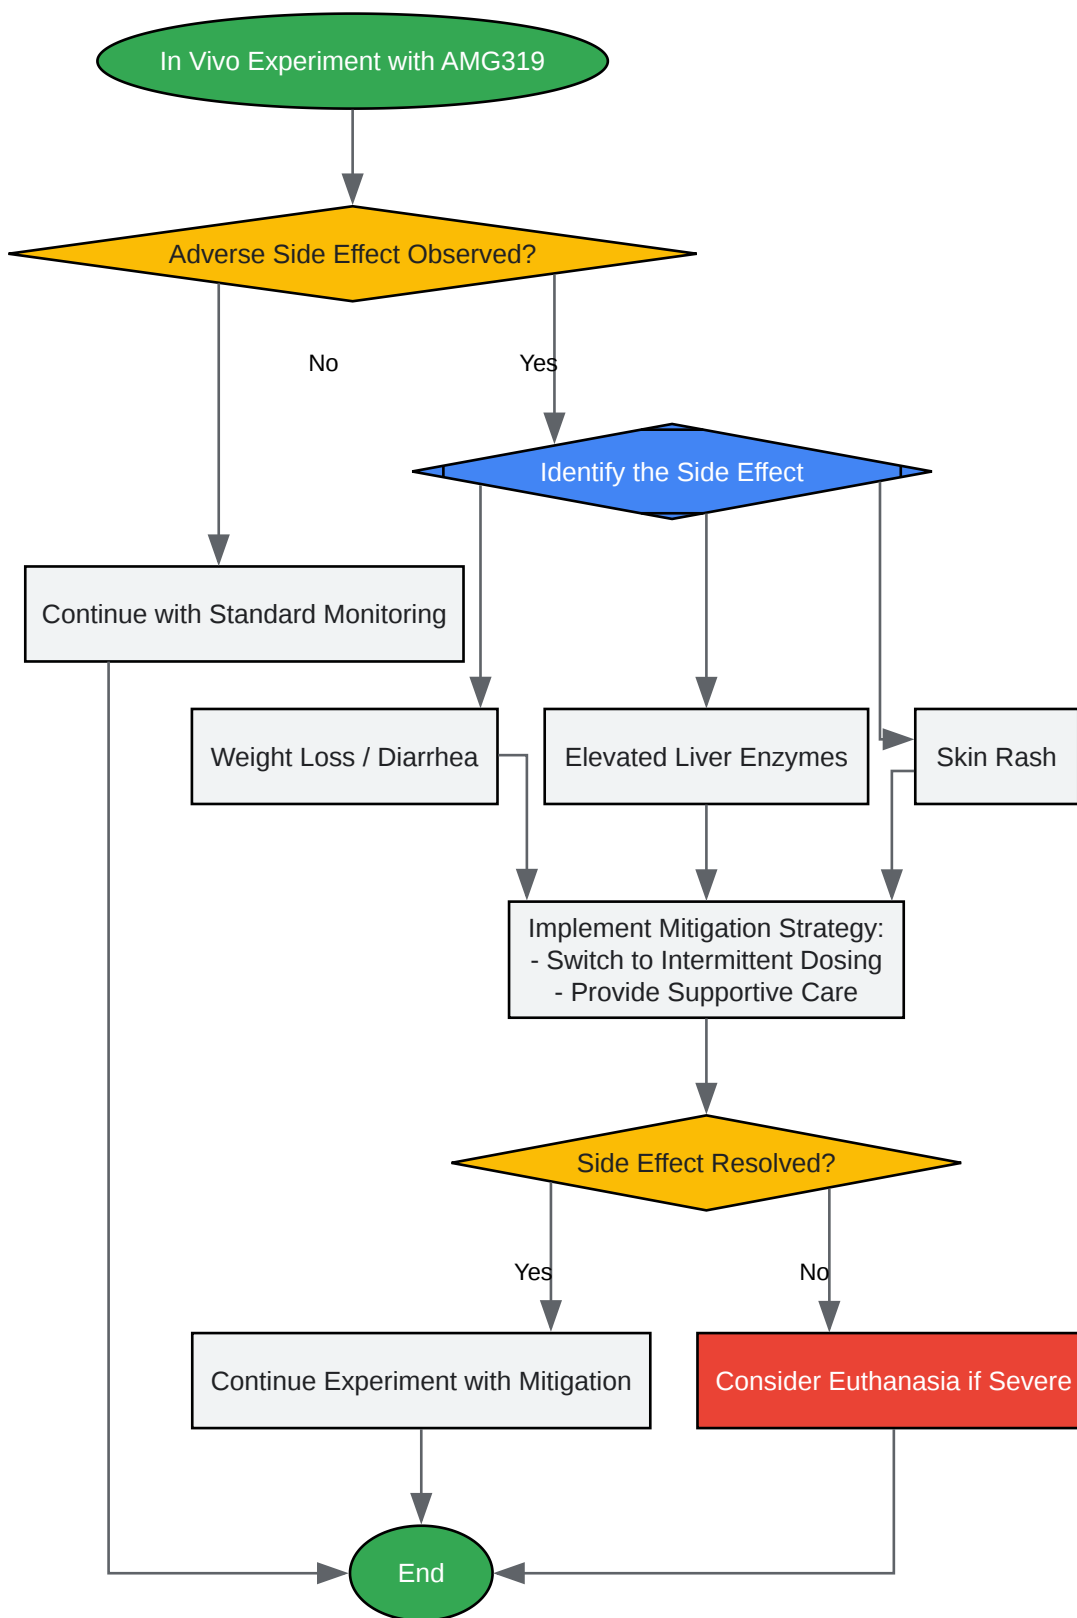 In Vivo Experiment with AMG319
Adverse Side Effect Observed?
No
Yes
Identify the Side Effect
Continue with Standard Monitoring
Weight Loss / Diarrhea
Elevated Liver Enzymes
Skin Rash
Implement Mitigation Strategy:
- Switch to Intermittent Dosing
- Provide Supportive Care
Side Effect Resolved?
Yes
No
Continue Experiment with Mitigation
Consider Euthanasia if Severe
End